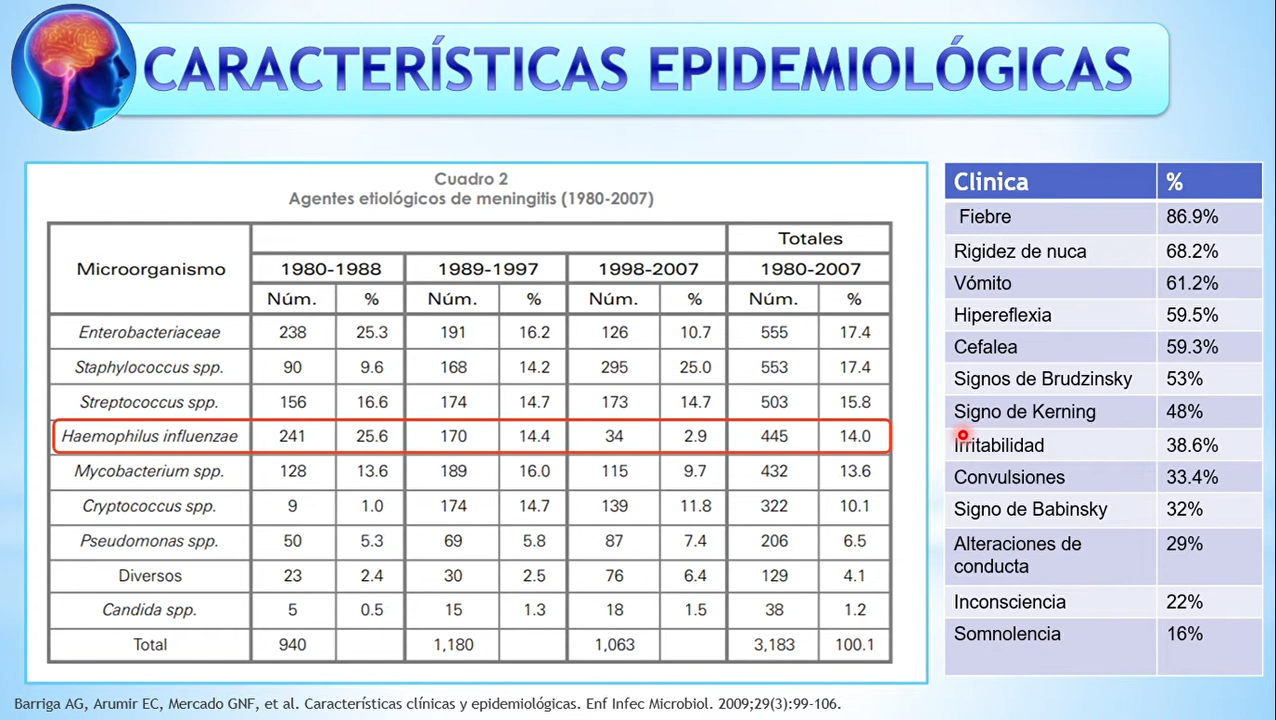 CARACTERÍSTICAS EPIDEMIOLÓGICAS
Cuadro 2
Agentes etiológicos de meningitis (1980-2007)
Microorganismo
Totales
1980-1988 1989-1997 1998-2007 1980-2007
Núm. % Núm. % Núm. % Núm. %
Enterobacteriaceae 238 25.3 191 16.2 126 10.7 555 17.4
Staphylococcus spp. 90 9.6 168 14.2 295 25.0 553 17.4
Streptococcus spp. 156 16.6 174 14.7 173 14.7 503 15.8
Haemophilus influenzae 241 25.6 170 14.4 34 2.9 445 14.0
Mycobacterium spp. 128 13.6 189 16.0 115 9.7 432 13.6
Cryptococcus spp. 9 1.0 174 14.7 139 11.8 322 10.1
Pseudomonas spp. 50 5.3 69 5.8 87 7.4 206 6.5
Diversos 23 2.4 30 2.5 76 6.4 129 4.1
Candida spp. 5 0.5 15 1.3 18 1.5 38 1.2
Total 940 1,180 1,063 3,183 100.1
Clinica %
Fiebre 86.9%
Rigidez de nuca 68.2%
Vómito 61.2%
Hipereflexia 59.5%
Cefalea 59.3%
Signos de Brudzinsky 53%
Signo de Kerning 48%
Irritabilidad 38.6%
Convulsiones 33.4%
Signo de Babinsky 32%
Alteraciones de 29%
conducta
Inconsciencia 22%
Somnolencia 16%
Barriga AG, Arumir EC, Mercado GNF, et al. Características clínicas y epidemiológicas. Enf Infec Microbiol. 2009;29(3):99-106.